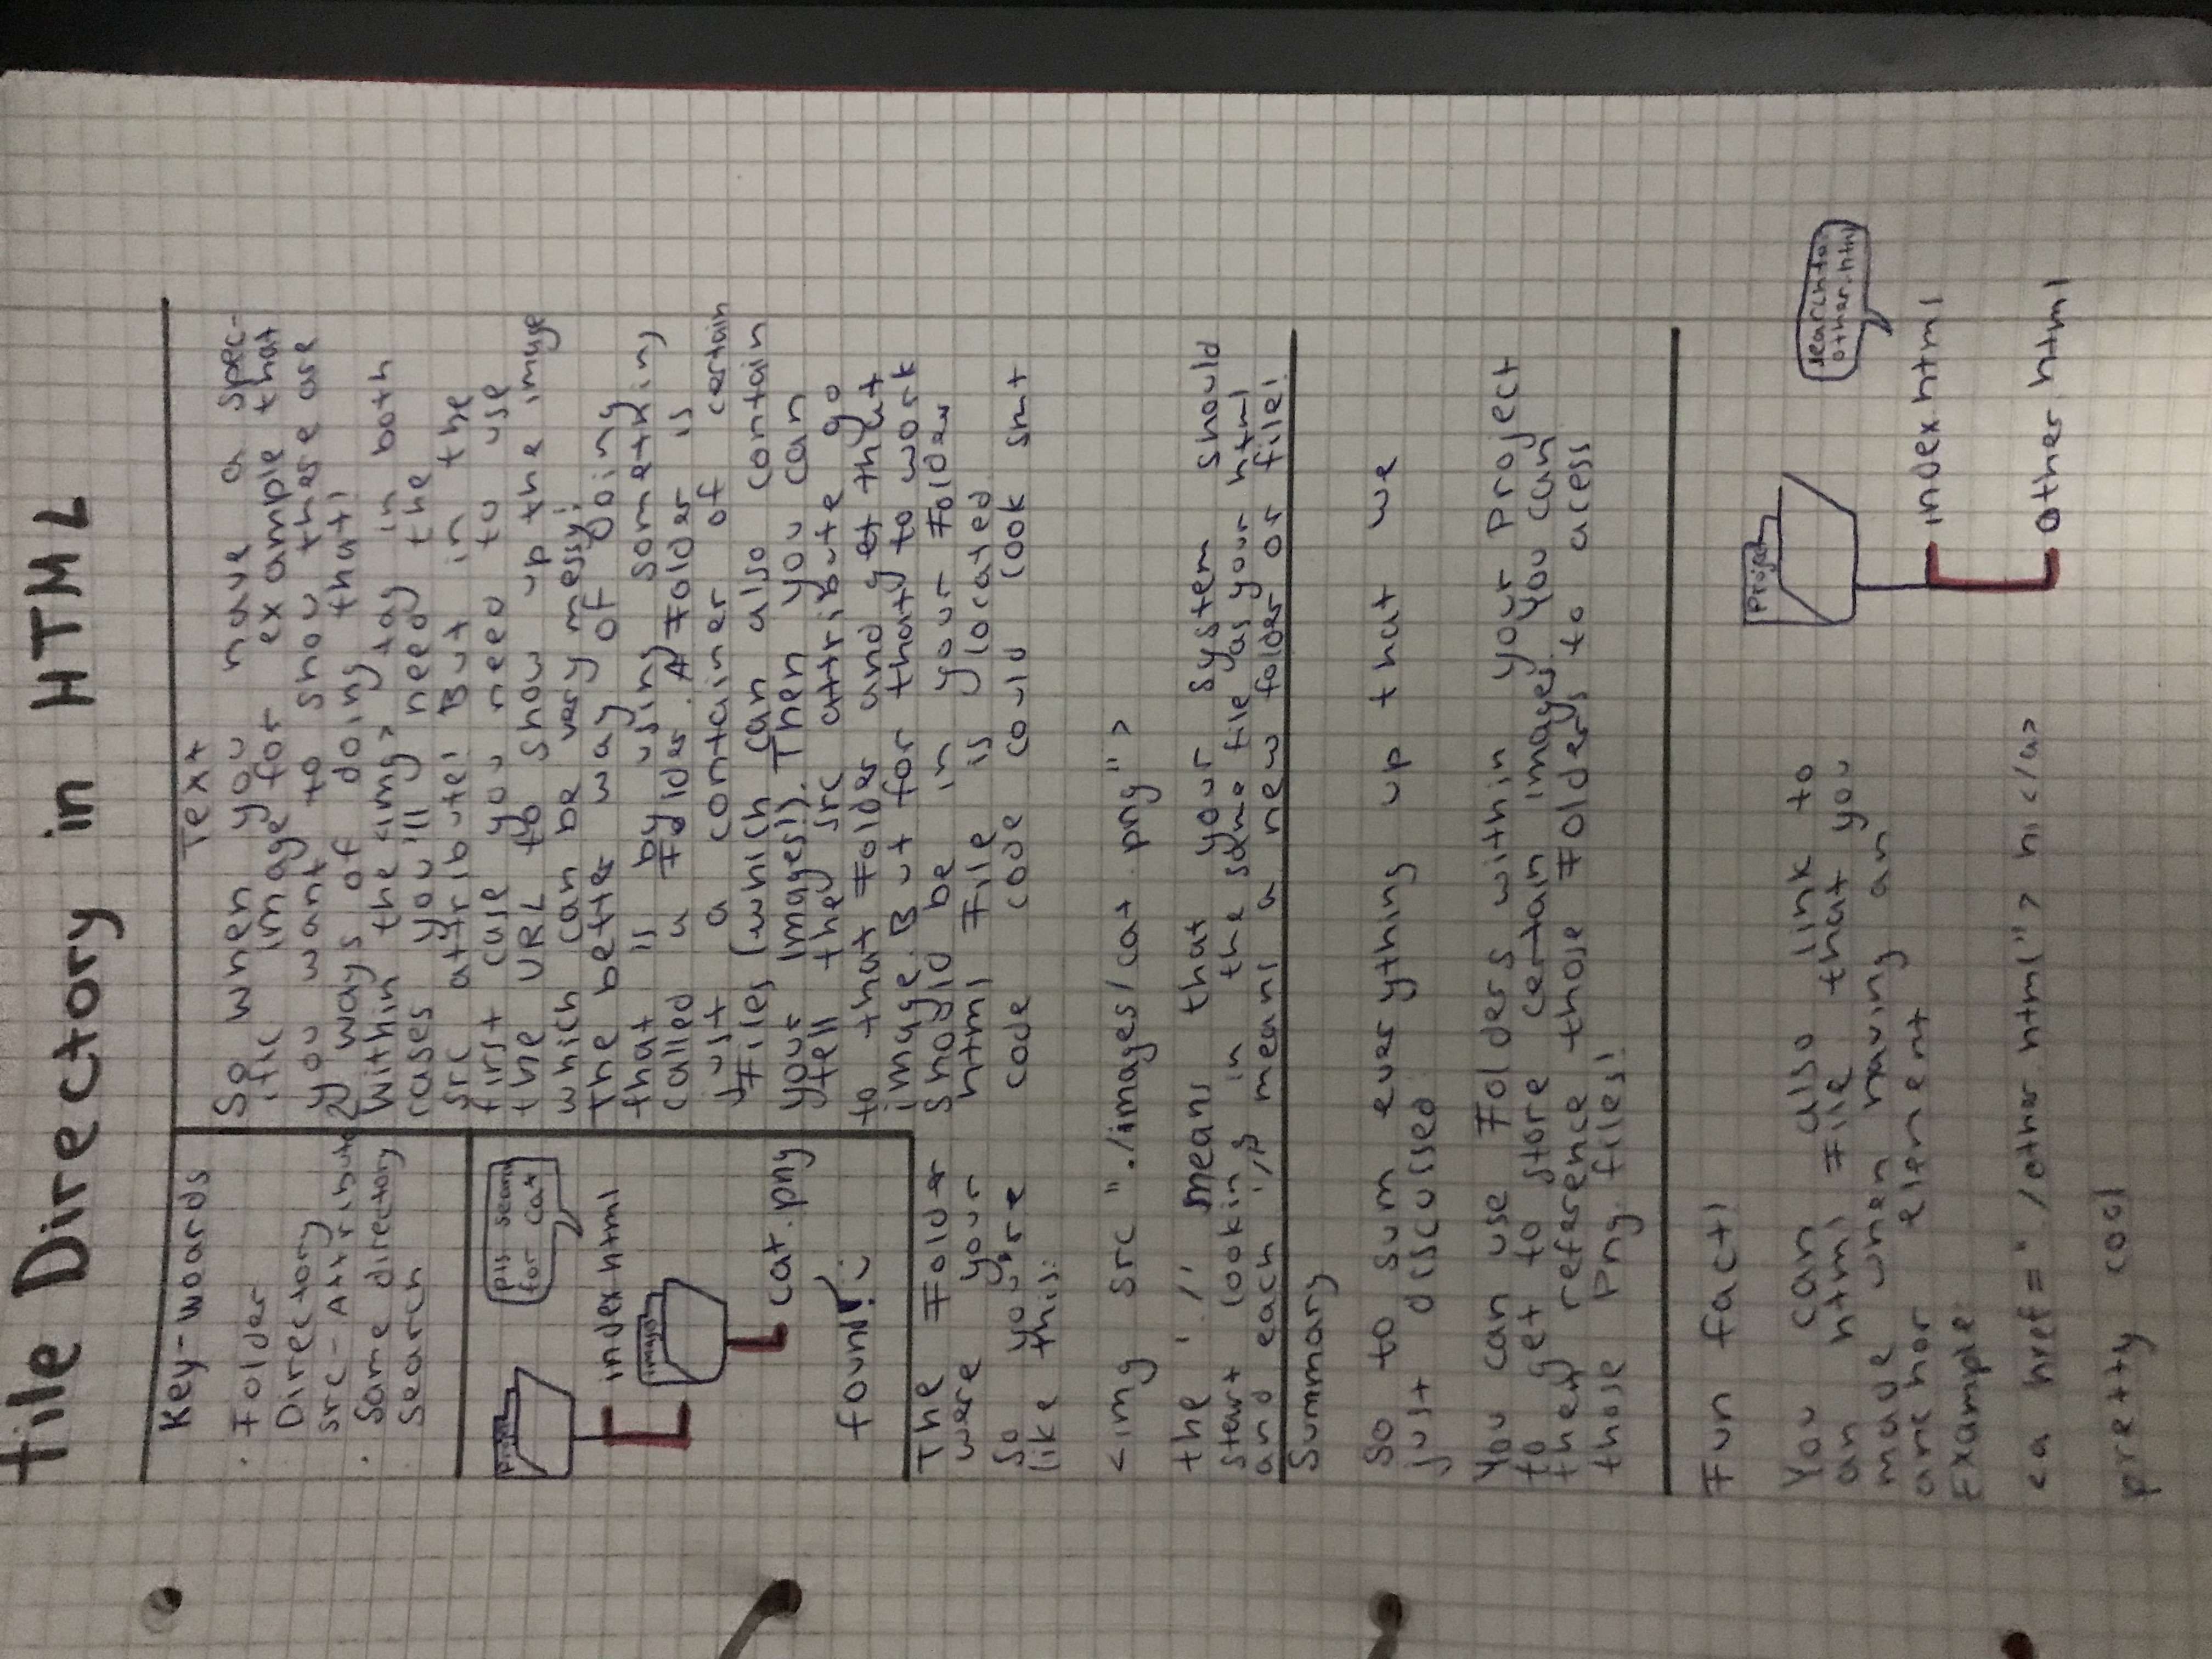 File Directory in HTML
Key-woards
· Folder
Directory
src-Attribute
· Same directory
search
Project
pls search
for cat
index.html
images
cat.png
found!
Text
So when you have a spec-
ific image for example that
you want to show there are
2 ways of doing that!
Within the <img> tag in both
cases you'll need the
src attribute! But in the
first case you need to use
the URL to show up the image
which can be very messy!
The better way of Doing
that is by using something
called a Folder. A Folder is
just a container of certain
Files (which can also contain
your Images!). Then you can
tell the src attribute go
to that Folder and get that
image. But for that to work
The Folder should be in your Folder
were your html File is located.
so you're code code could look smt
like this:
<img src "./images/cat.png">
the './' means that your system should
start looking in the same file as your html
and each '/' means a new folder or file!
Summary
So to sum everything up that we
just discussed
You can use Folders within your Project
to get to store certain images. You can
then reference those Folders to acess
those Png files!
Fun fact!
You can also link to
an html File that you
made when having an
anchor element
Example:
<a href="./other.html"> hi </a>
pretty cool
Project
search for
other.html
index.html
other.html